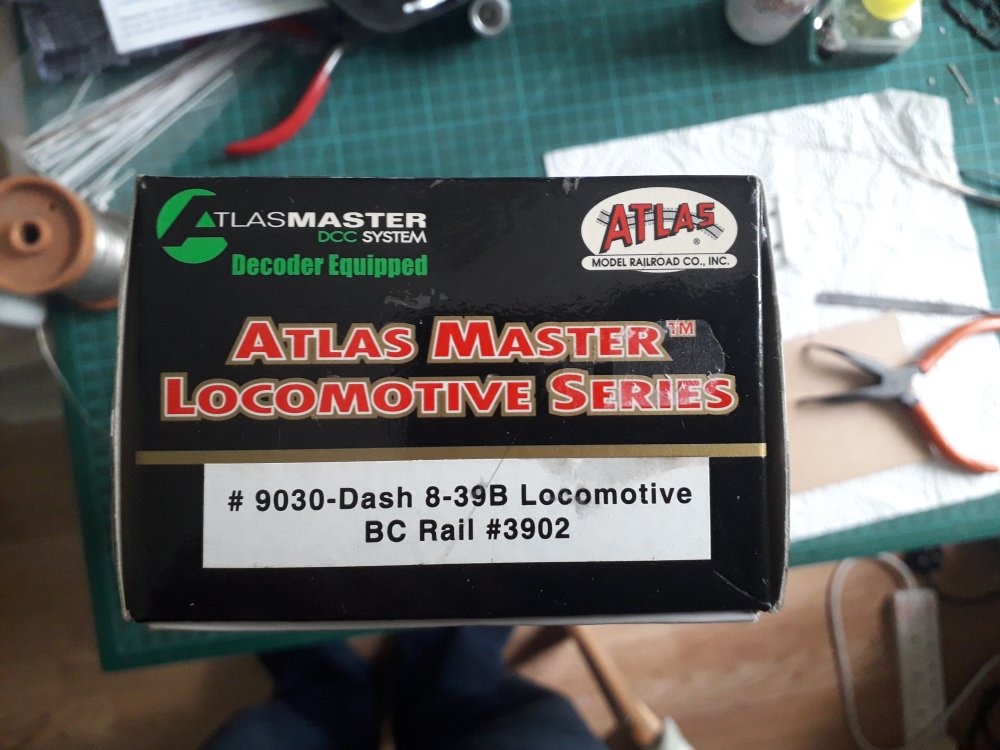 ATLASMASTER
DCC SYSTEM
Decoder Equipped
ATLAS
®
MODEL RAILROAD CO., INC.
ATLAS MASTER™
LOCOMOTIVE SERIES
# 9030-Dash 8-39B Locomotive
BC Rail #3902